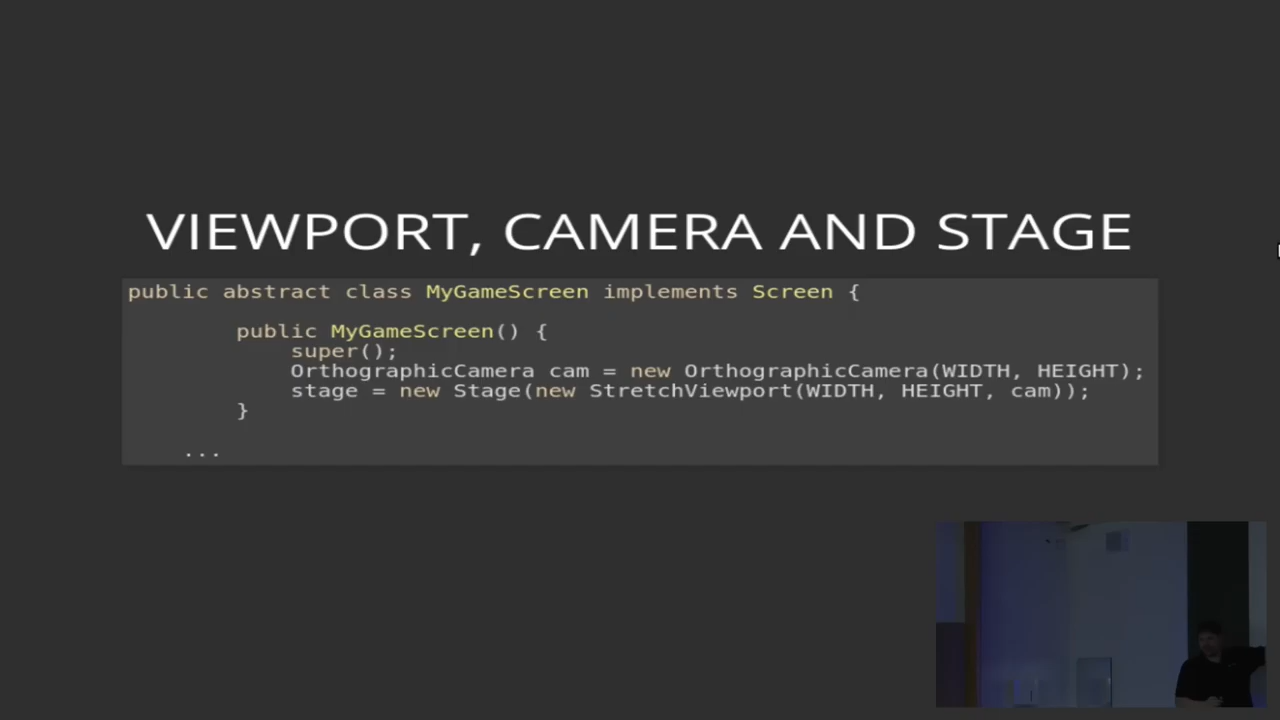 VIEWPORT, CAMERA AND STAGE
public abstract class MyGameScreen implements Screen {
public MyGameScreen() {
super();
OrthographicCamera cam = new OrthographicCamera(WIDTH, HEIGHT);
stage = new Stage(new StretchViewport(WIDTH, HEIGHT, cam));
}
...